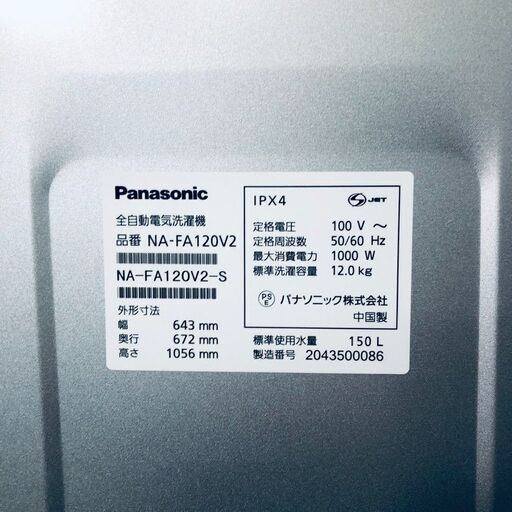 Panasonic
全自動電気洗濯機
品番 NA-FA120V2
NA-FA120V2-S
外形寸法
幅 643 mm
奥行 672 mm
高さ 1056 mm
IPX4
JET
定格電圧 100 V ～
定格周波数 50/60 Hz
最大消費電力 1000 W
標準洗濯容量 12.0 kg
PS E パナソニック株式会社
中国製
標準使用水量 150 L
製造番号 2043500086